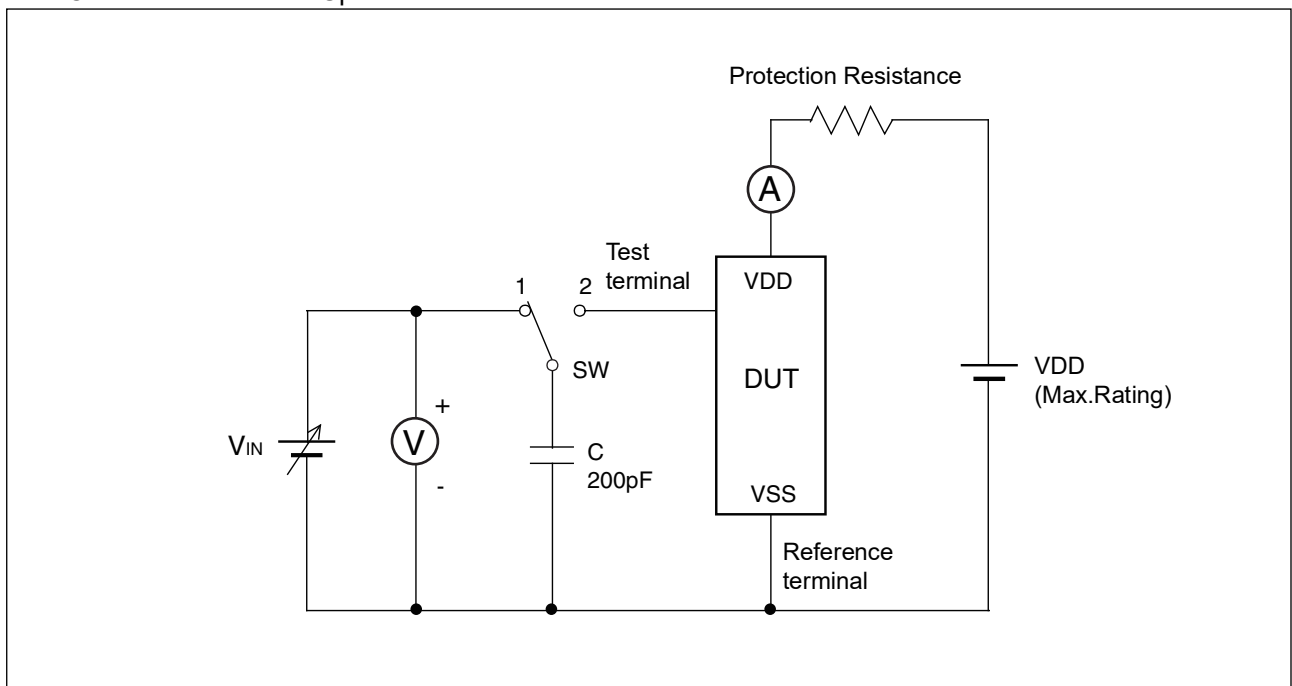 Protection Resistance
A
Test
terminal
1
2
VDD
SW
DUT
VDD
(Max.Rating)
VIN
+
V
-
C
200pF
VSS
Reference
terminal